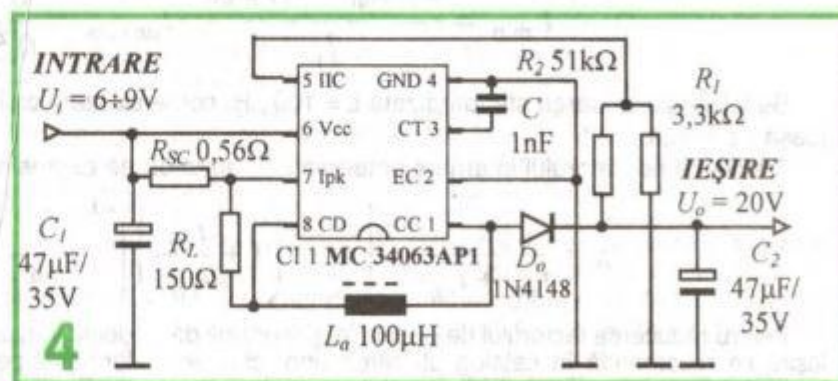 INTRARE
Ui = 6÷9V
5 IIC
GND 4
R2 51kΩ
R1
3,3kΩ
6 Vcc
CT 3
C
1nF
RSC 0,56Ω
7 Ipk
EC 2
IEŞIRE
Uo = 20V
C1
47µF/
35V
RL
150Ω
8 CD
CC 1
CI 1 MC 34063AP1
Do
1N4148
C2
47µF/
35V
La 100µH
4